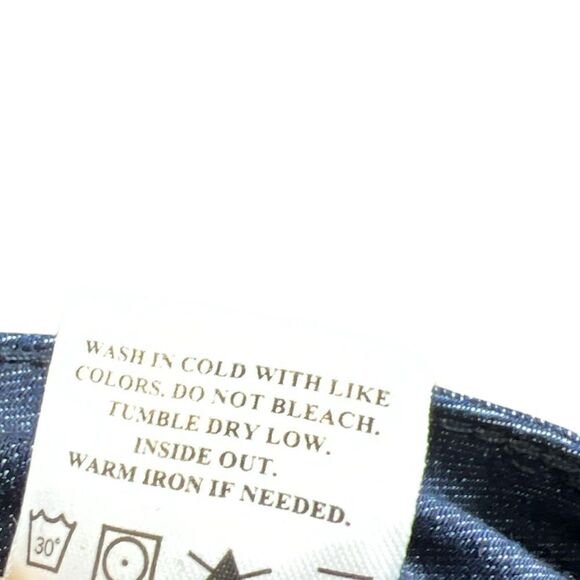 WASH IN COLD WITH LIKE
COLORS. DO NOT BLEACH.
TUMBLE DRY LOW.
INSIDE OUT.
WARM IRON IF NEEDED.
30°